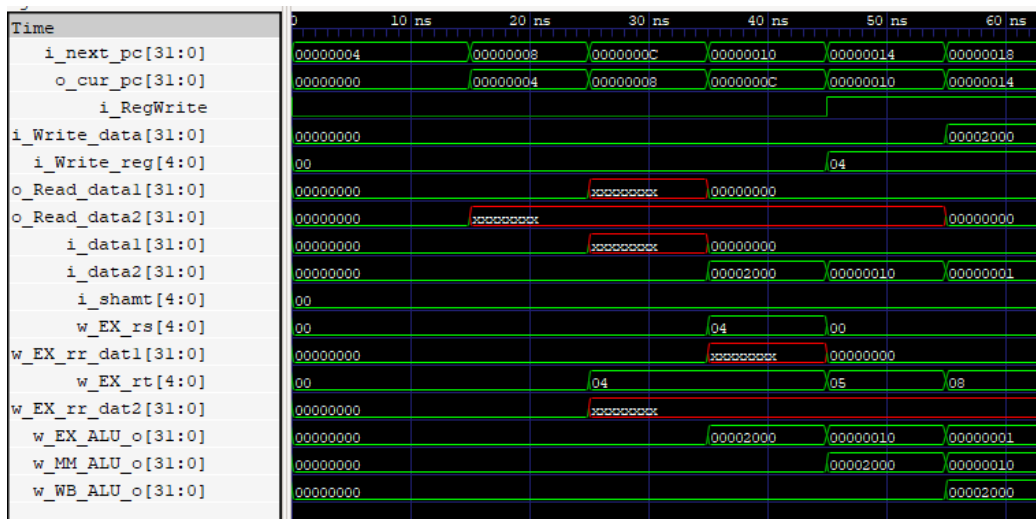 Time 0 10 ns 20 ns 30 ns 40 ns 50 ns 60 ns
i_next_pc[31:0] 00000004 00000008 0000000C 00000010 00000014 00000018
o_cur_pc[31:0] 00000000 00000004 00000008 0000000C 00000010 00000014
i_RegWrite
i_Write_data[31:0] 00000000 00002000
i_Write_reg[4:0] 00 04
o_Read_data1[31:0] 00000000 xxxxxxxx 00000000
o_Read_data2[31:0] 00000000 xxxxxxxx 00000000
i_data1[31:0] 00000000 xxxxxxxx 00000000
i_data2[31:0] 00000000 00002000 00000010 00000001
i_shamt[4:0] 00
w_EX_rs[4:0] 00 04 00
w_EX_rr_dat1[31:0] 00000000 xxxxxxxx 00000000
w_EX_rt[4:0] 00 04 05 08
w_EX_rr_dat2[31:0] 00000000 xxxxxxxx
w_EX_ALU_o[31:0] 00000000 00002000 00000010 00000001
w_MM_ALU_o[31:0] 00000000 00002000 00000010
w_WB_ALU_o[31:0] 00000000 00002000